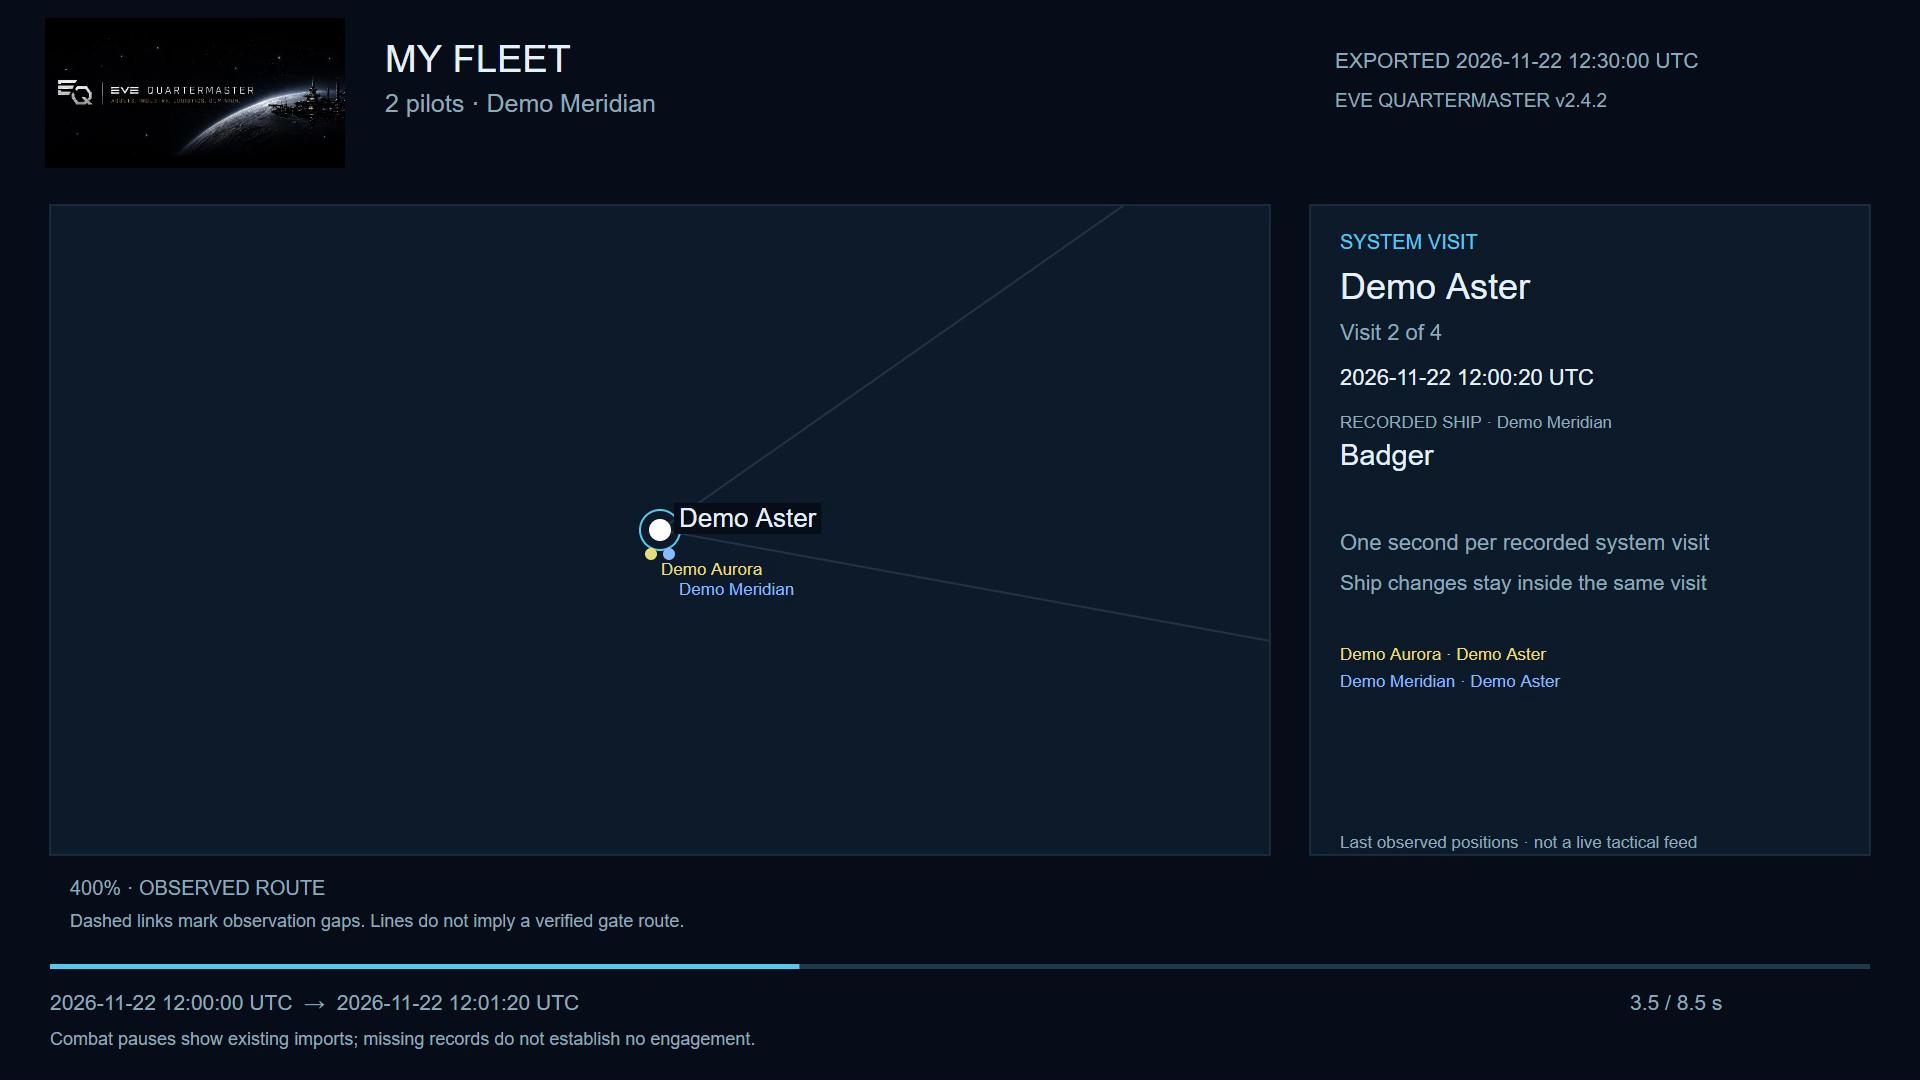 EQ
EVE QUARTERMASTER
ASSETS. INDUSTRY. LOGISTICS. DOMINION.
MY FLEET
2 pilots · Demo Meridian
EXPORTED 2026-11-22 12:30:00 UTC
EVE QUARTERMASTER v2.4.2
Demo Aster
Demo Aurora
Demo Meridian
SYSTEM VISIT
Demo Aster
Visit 2 of 4
2026-11-22 12:00:20 UTC
RECORDED SHIP · Demo Meridian
Badger
One second per recorded system visit
Ship changes stay inside the same visit
Demo Aurora · Demo Aster
Demo Meridian · Demo Aster
Last observed positions · not a live tactical feed
400% · OBSERVED ROUTE
Dashed links mark observation gaps. Lines do not imply a verified gate route.
2026-11-22 12:00:00 UTC → 2026-11-22 12:01:20 UTC
3.5 / 8.5 s
Combat pauses show existing imports; missing records do not establish no engagement.